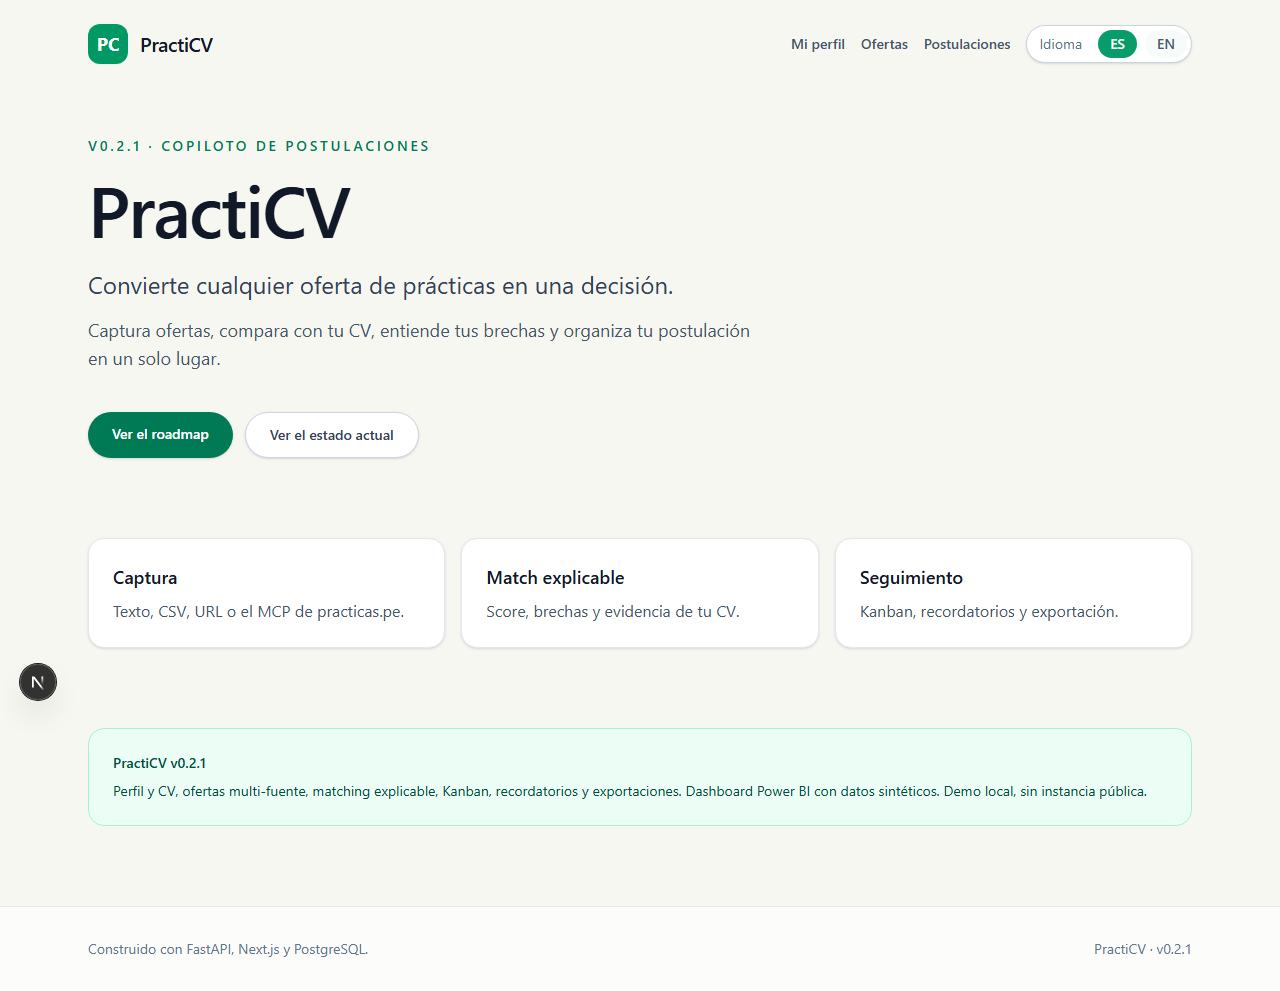 PC PractiCV
Mi perfil Ofertas Postulaciones Idioma ES EN
V0.2.1 · COPILOTO DE POSTULACIONES
PractiCV
Convierte cualquier oferta de prácticas en una decisión.
Captura ofertas, compara con tu CV, entiende tus brechas y organiza tu postulación
en un solo lugar.
Ver el roadmap Ver el estado actual
Captura
Texto, CSV, URL o el MCP de practicas.pe.
Match explicable
Score, brechas y evidencia de tu CV.
Seguimiento
Kanban, recordatorios y exportación.
N
PractiCV v0.2.1
Perfil y CV, ofertas multi-fuente, matching explicable, Kanban, recordatorios y exportaciones. Dashboard Power BI con datos sintéticos. Demo local, sin instancia pública.
Construido con FastAPI, Next.js y PostgreSQL.
PractiCV · v0.2.1